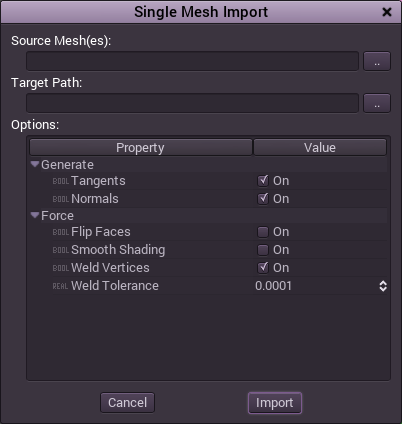 Single Mesh Import
Source Mesh(es):
..
Target Path:
..
Options:
Property Value
Generate
BOOL Tangents On
BOOL Normals On
Force
BOOL Flip Faces On
BOOL Smooth Shading On
BOOL Weld Vertices On
REAL Weld Tolerance 0.0001
Cancel Import